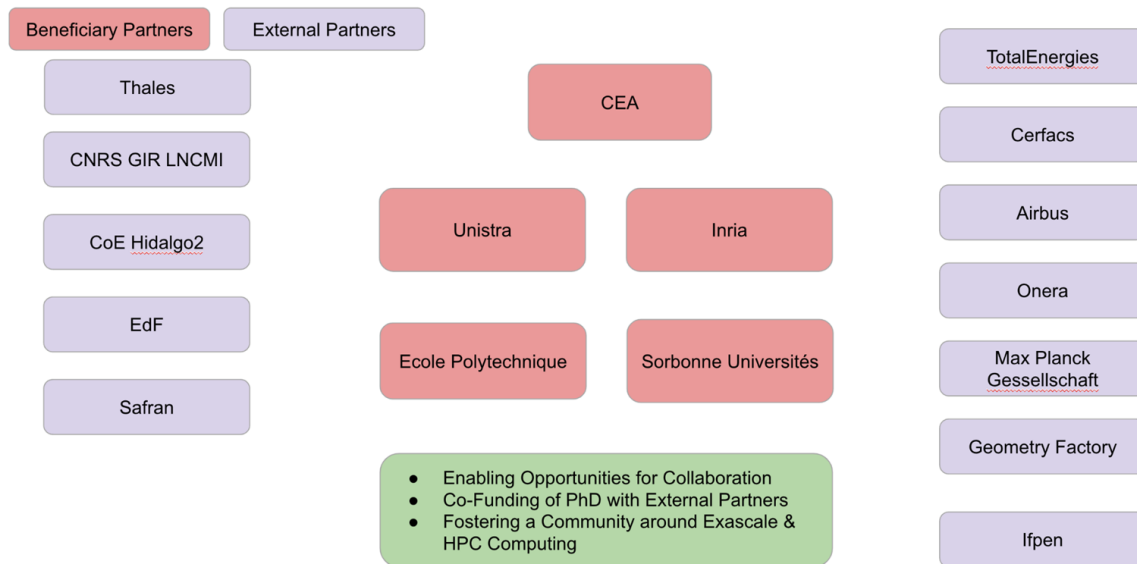 Beneficiary Partners
External Partners
Thales
CNRS GIR LNCMI
CoE Hidalgo2
EdF
Safran
CEA
Unistra
Inria
Ecole Polytechnique
Sorbonne Universités
● Enabling Opportunities for Collaboration
● Co-Funding of PhD with External Partners
● Fostering a Community around Exascale &
HPC Computing
TotalEnergies
Cerfacs
Airbus
Onera
Max Planck
Gessellschaft
Geometry Factory
Ifpen